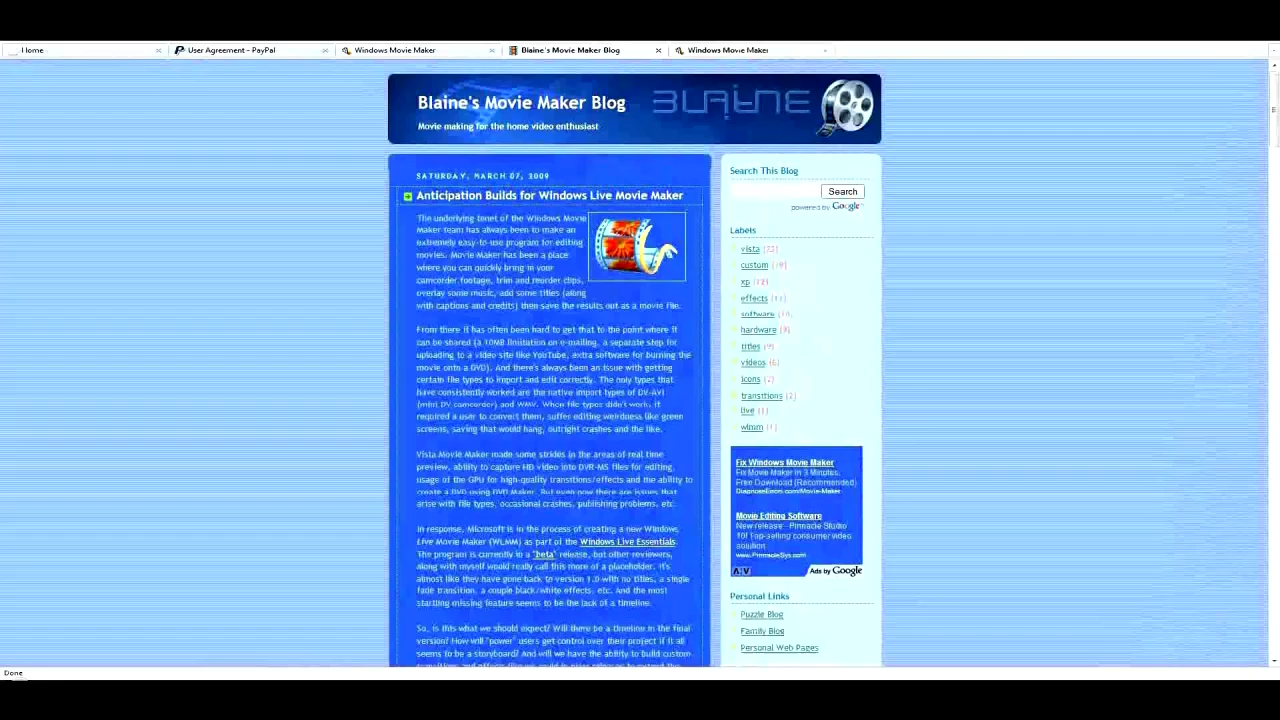 Home
User Agreement - PayPal
Windows Movie Maker
Blaine's Movie Maker Blog
Windows Movie Maker
Blaine's Movie Maker Blog
BLAINE
Movie making for the home video enthusiast
SATURDAY, MARCH 07, 2009
Anticipation Builds for Windows Live Movie Maker
The underlying tenet of the Windows Movie
Maker team has always been to make an
extremely easy-to-use program for editing
movies. Movie Maker has been a place
where you can quickly bring in your
camcorder footage, trim and reorder clips,
overlay some music, add some titles (along
with captions and credits) then save the results out as a movie file.
From there it has often been hard to get that to the point where it
can be shared (a 10MB limitation on e-mailing, a separate step for
uploading to a video site like YouTube, extra software for burning the
movie onto a DVD). And there's always been an issue with getting
certain file types to import and edit correctly. The only types that
have consistently worked are the native import types of DV-AVI
(mini DV camcorder) and WMV. When file types didn't work, it
required a user to convert them, suffer editing weirdness like green
screens, saving that would hang, outright crashes and the like.
Vista Movie Maker made some strides in the areas of real time
preview, ability to capture HD video into DVR-MS files for editing,
usage of the GPU for high-quality transitions/effects and the ability to
create a DVD using DVD Maker. But even now there are issues that
arise with file types, occasional crashes, publishing problems, etc.
In response, Microsoft is in the process of creating a new Windows
Live Movie Maker (WLMM) as part of the Windows Live Essentials.
The program is currently in a "beta" release, but other reviewers,
along with myself would really call this more of a placeholder. It's
almost like they have gone back to version 1.0 with no titles, a single
fade transition, a couple black/white effects, etc. And the most
starting missing feature seems to be the lack of a timeline.
So, is this what we should expect? Will there be a timeline in the final
version? How will "power" users get control over their project if it all
seems to be a storyboard? And will we have the ability to build custom
Search This Blog
Search
powered by Google™
Labels
vista
custom
xp (12)
effects (11)
software
hardware
titles (9)
videos (6)
icons (2)
transitions (2)
live (1)
wlmm (1)
Fix Windows Movie Maker
Fix Movie Maker in 3 Minutes.
Free Download (Recommended)
DiagnoseError.com/Movie-Maker
Movie Editing Software
New release - Pinnacle Studio
10! Top-selling consumer video
solution
www.PinnacleSys.com
Ads by Google
Personal Links
Puzzle Blog
Family Blog
Personal Web Pages
Done